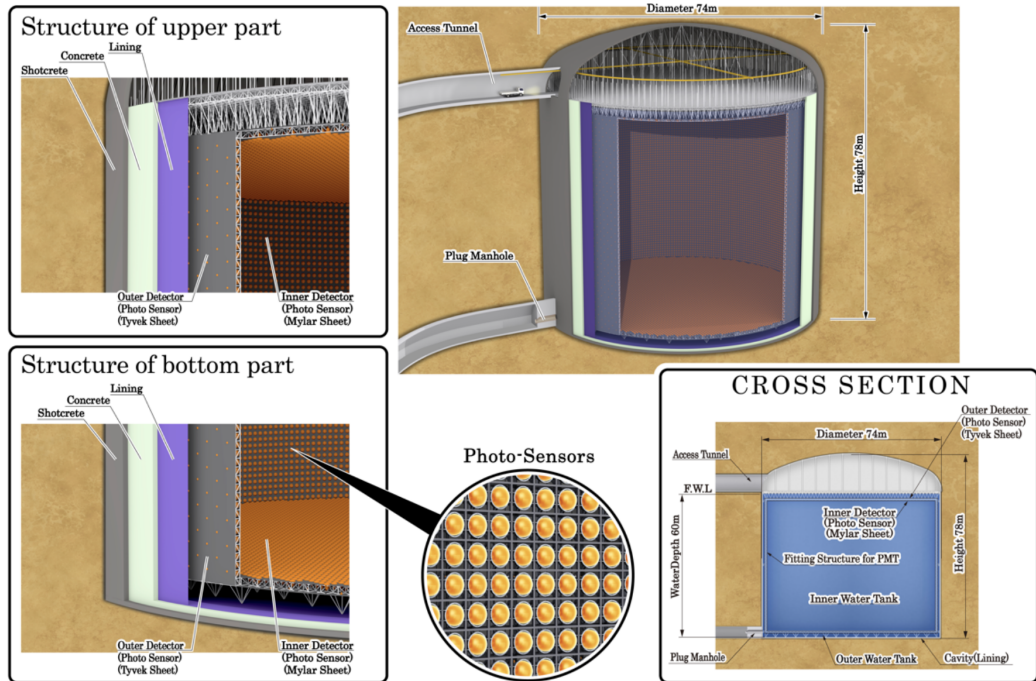 Structure of upper part
Lining
Concrete
Shotcrete
Outer Detector
(Photo Sensor)
(Tyvek Sheet)
Inner Detector
(Photo Sensor)
(Mylar Sheet)
Diameter 74m
Access Tunnel
Height 78m
Plug Manhole
Structure of bottom part
Lining
Concrete
Shotcrete
Outer Detector
(Photo Sensor)
(Tyvek Sheet)
Inner Detector
(Photo Sensor)
(Mylar Sheet)
Photo-Sensors
CROSS SECTION
Outer Detector
(Photo Sensor)
(Tyvek Sheet)
Diameter 74m
Access Tunnel
F.W.L
Inner Detector
(Photo Sensor)
(Mylar Sheet)
WaterDepth 60m
Height 78m
Fitting Structure for PMT
Inner Water Tank
Plug Manhole
Outer Water Tank
Cavity(Lining)